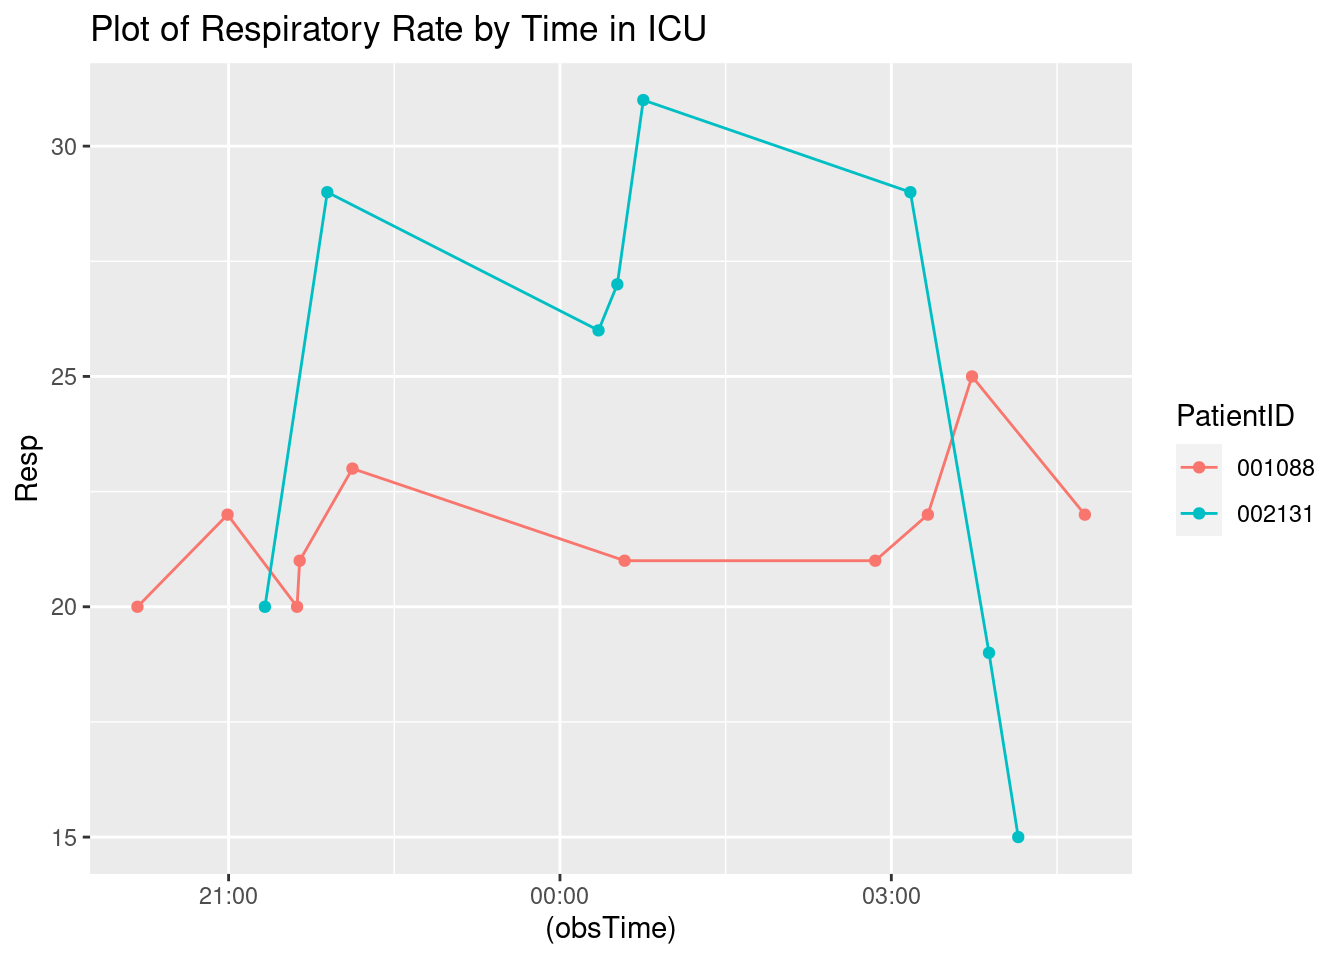 Plot of Respiratory Rate by Time in ICU
30
25
20
15
Resp
21:00
00:00
03:00
(obsTime)
PatientID
001088
002131